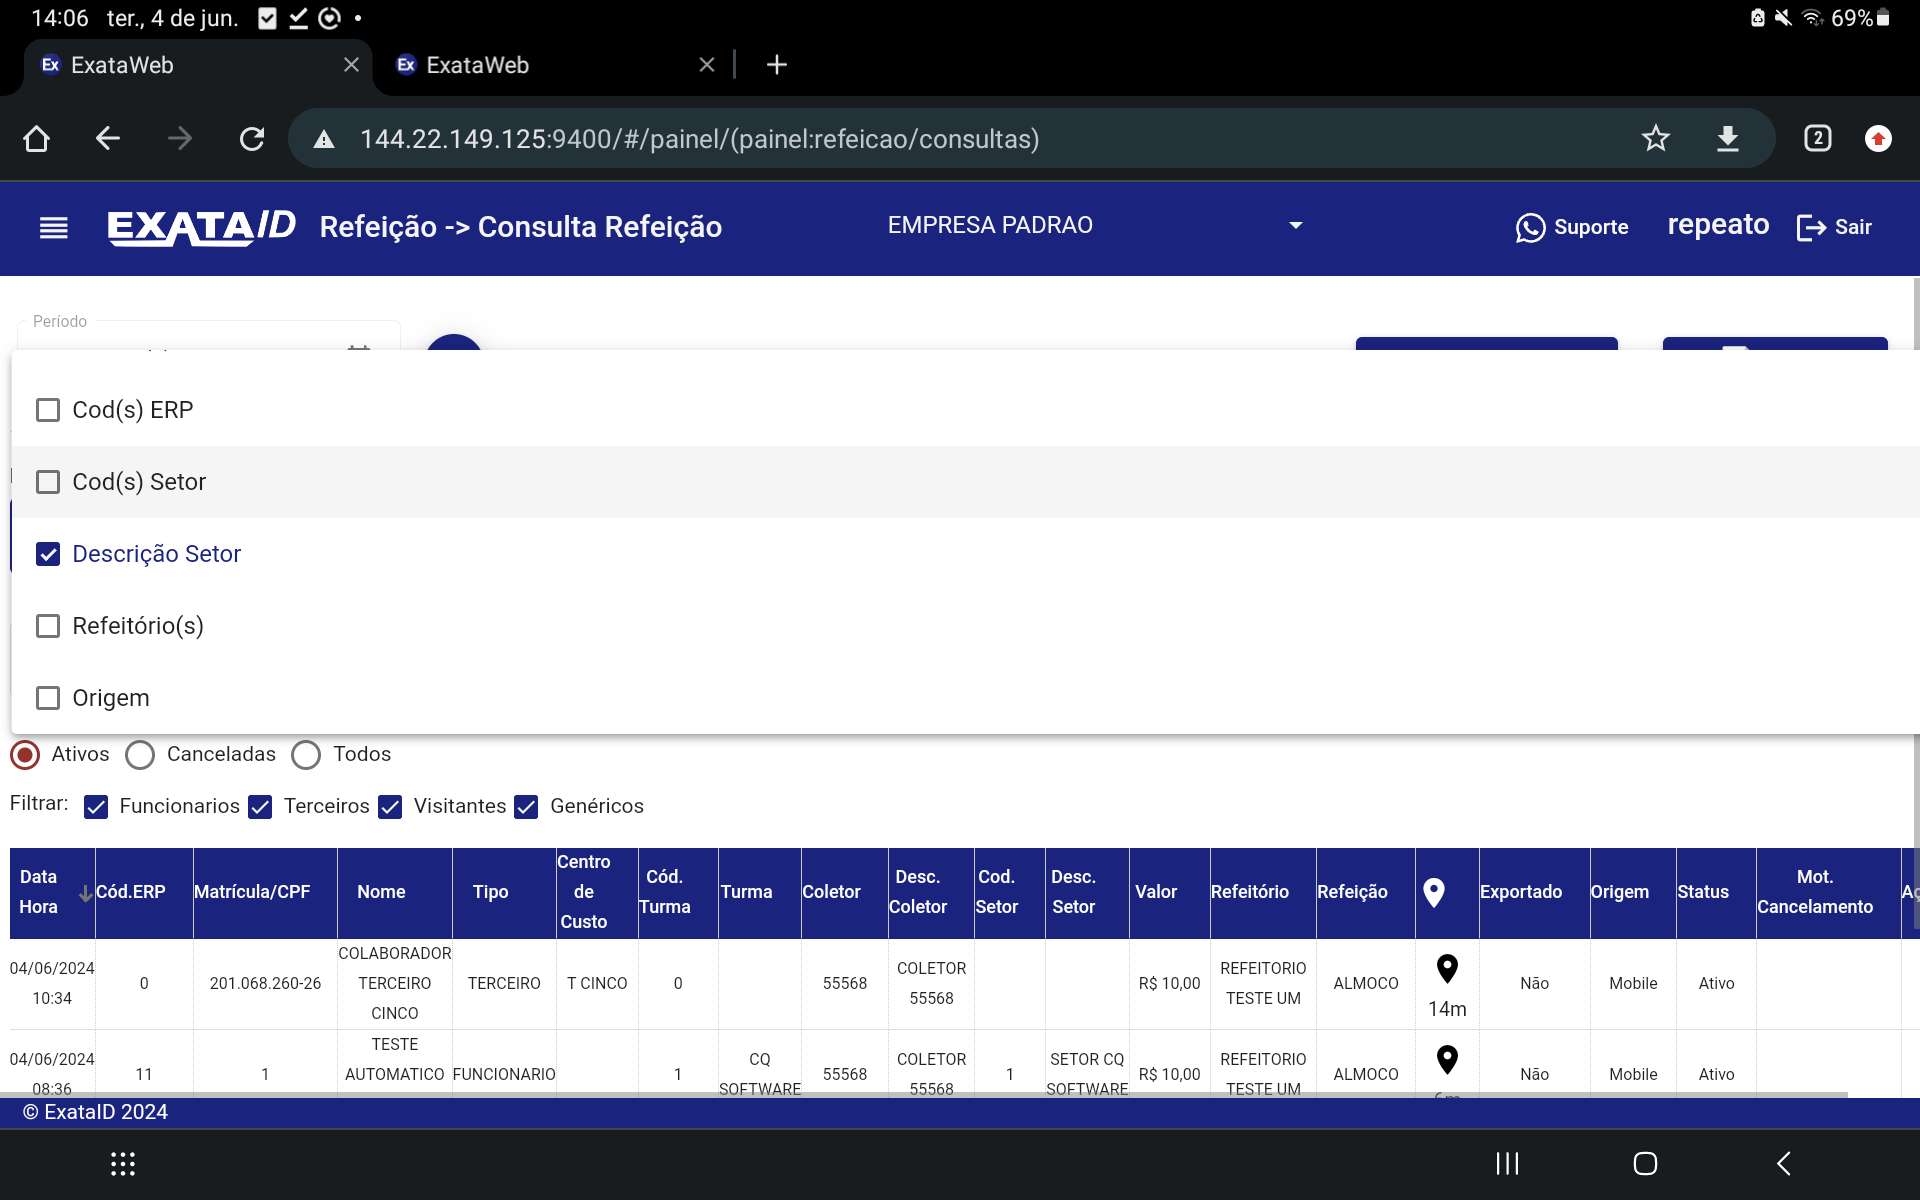 14:06 ter., 4 de jun.
69%
Ex ExataWeb
Ex ExataWeb
144.22.149.125:9400/#/painel/(painel:refeicao/consultas)
2
EXATA/D Refeição -> Consulta Refeição EMPRESA PADRAO Suporte repeato Sair
Período
Cod(s) ERP
Cod(s) Setor
Descrição Setor
Refeitório(s)
Origem
Ativos Canceladas Todos
Filtrar: Funcionarios Terceiros Visitantes Genéricos
Data Hora Cód.ERP Matrícula/CPF Nome Tipo Centro de Custo Cód. Turma Turma Coletor Desc. Coletor Cod. Setor Desc. Setor Valor Refeitório Refeição Exportado Origem Status Mot. Cancelamento
04/06/2024 10:34 0 201.068.260-26 COLABORADOR TERCEIRO CINCO TERCEIRO T CINCO 0 55568 COLETOR 55568 R$ 10,00 REFEITORIO TESTE UM ALMOCO 14m Não Mobile Ativo
04/06/2024 08:36 11 1 TESTE AUTOMATICO FUNCIONARIO 1 CQ SOFTWARE 55568 COLETOR 55568 1 SETOR CQ SOFTWARE R$ 10,00 REFEITORIO TESTE UM ALMOCO Não Mobile Ativo
© ExataID 2024